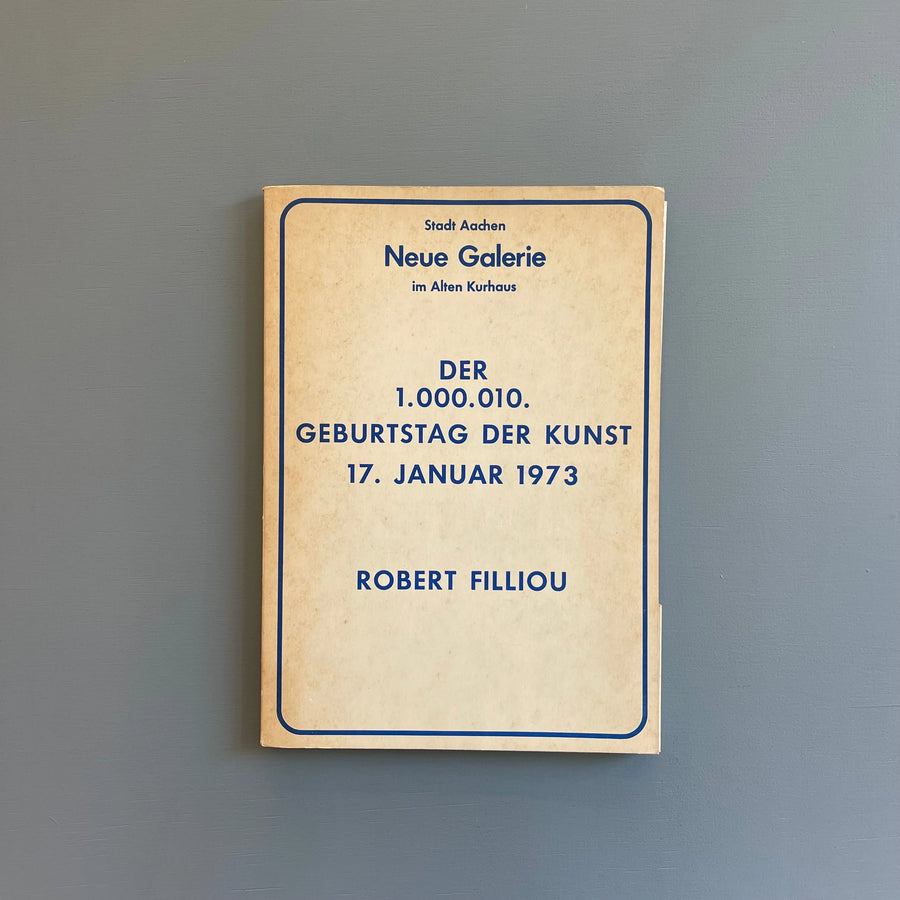 Stadt Aachen
Neue Galerie
im Alten Kurhaus
DER
1.000.010.
GEBURTSTAG DER KUNST
17. JANUAR 1973
ROBERT FILLIOU